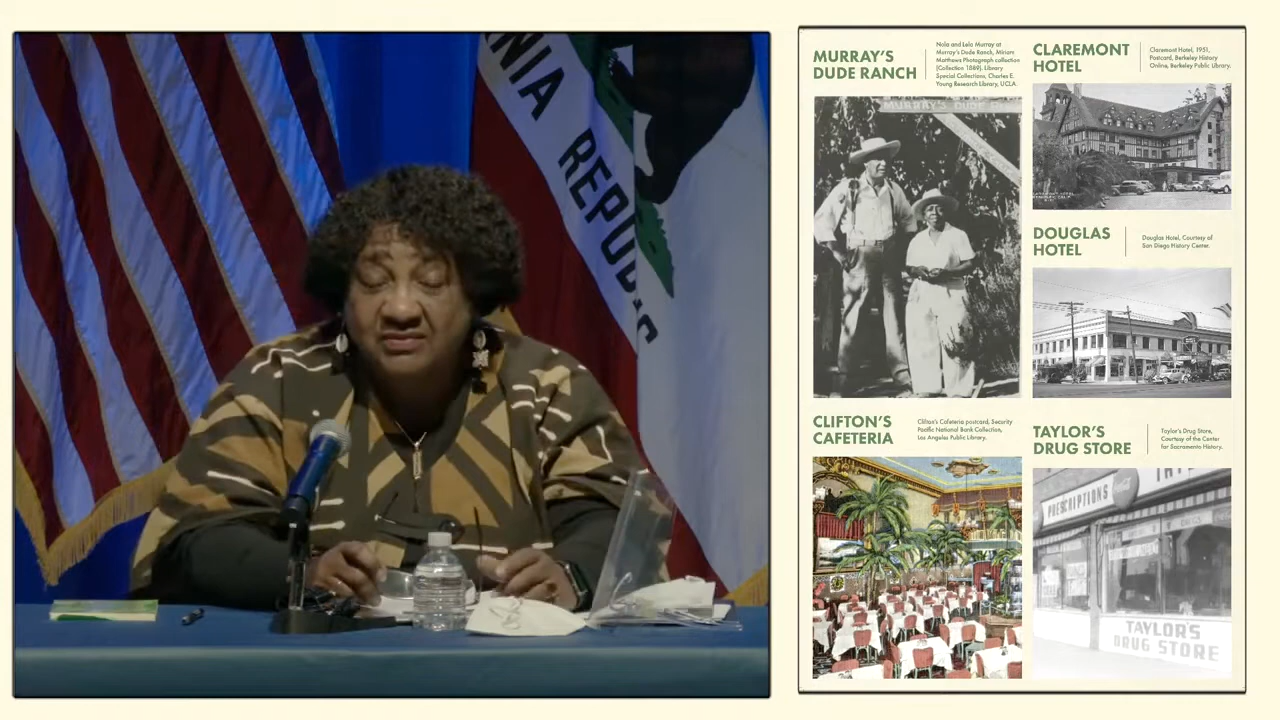 NIA REPUBLIC
MURRAY'S
DUDE RANCH
Nola and Lela Murray at
Murray's Dude Ranch, Miriam
Matthews Photograph collection
(Collection 1889). Library
Special Collections, Charles E.
Young Research Library, UCLA.
MURRAY'S DUDE
CLAREMONT
HOTEL
Claremont Hotel, 1951,
Postcard, Berkeley History
Online, Berkeley Public Library.
DOUGLAS
HOTEL
Douglas Hotel, Courtesy of
San Diego History Center.
CLIFTON'S
CAFETERIA
Clifton's Cafeteria postcard, Security
Pacific National Bank Collection,
Los Angeles Public Library.
TAYLOR'S
DRUG STORE
Taylor's Drug Store,
Courtesy of the Center
for Sacramento History.
PRESCRIPTIONS
TAYLOR'S
DRUG STORE